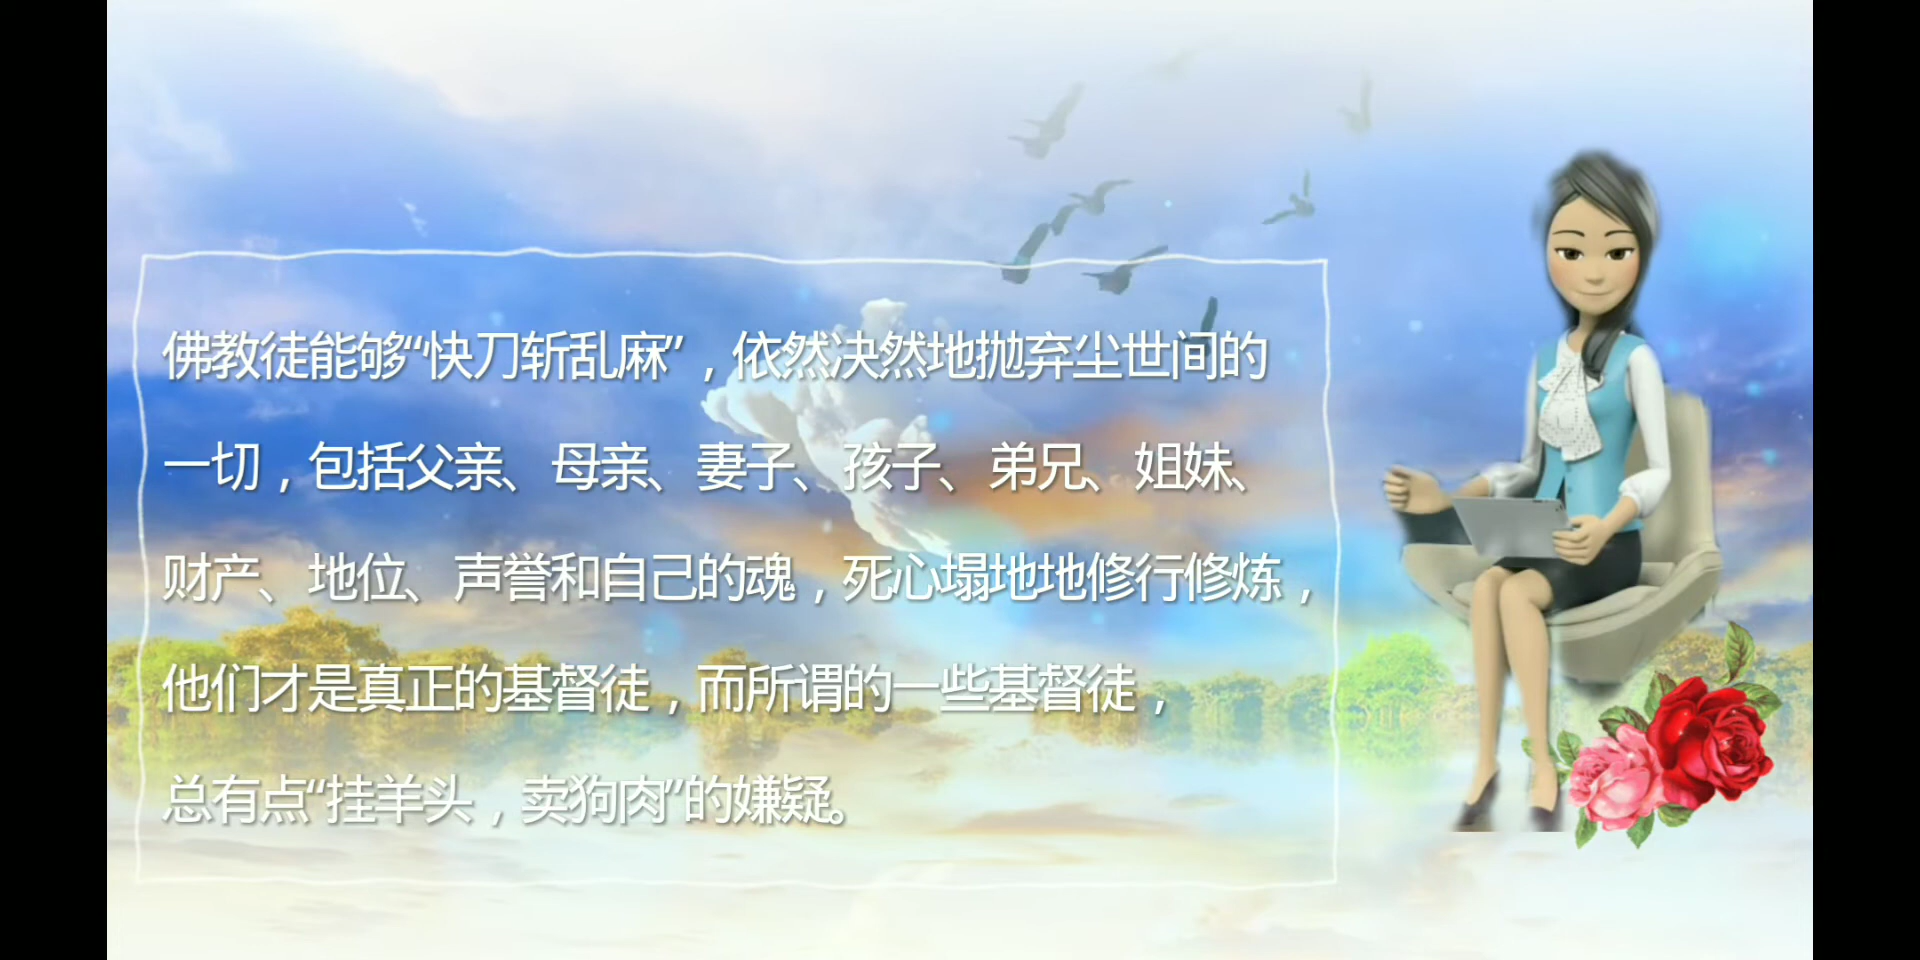 佛教徒能够“快刀斩乱麻”，依然决然地抛弃尘世间的
一切，包括父亲、母亲、妻子、孩子、弟兄、姐妹、
财产、地位、声誉和自己的魂，死心塌地地修行修炼，
他们才是真正的基督徒，而所谓的一些基督徒，
总有点“挂羊头，卖狗肉”的嫌疑。